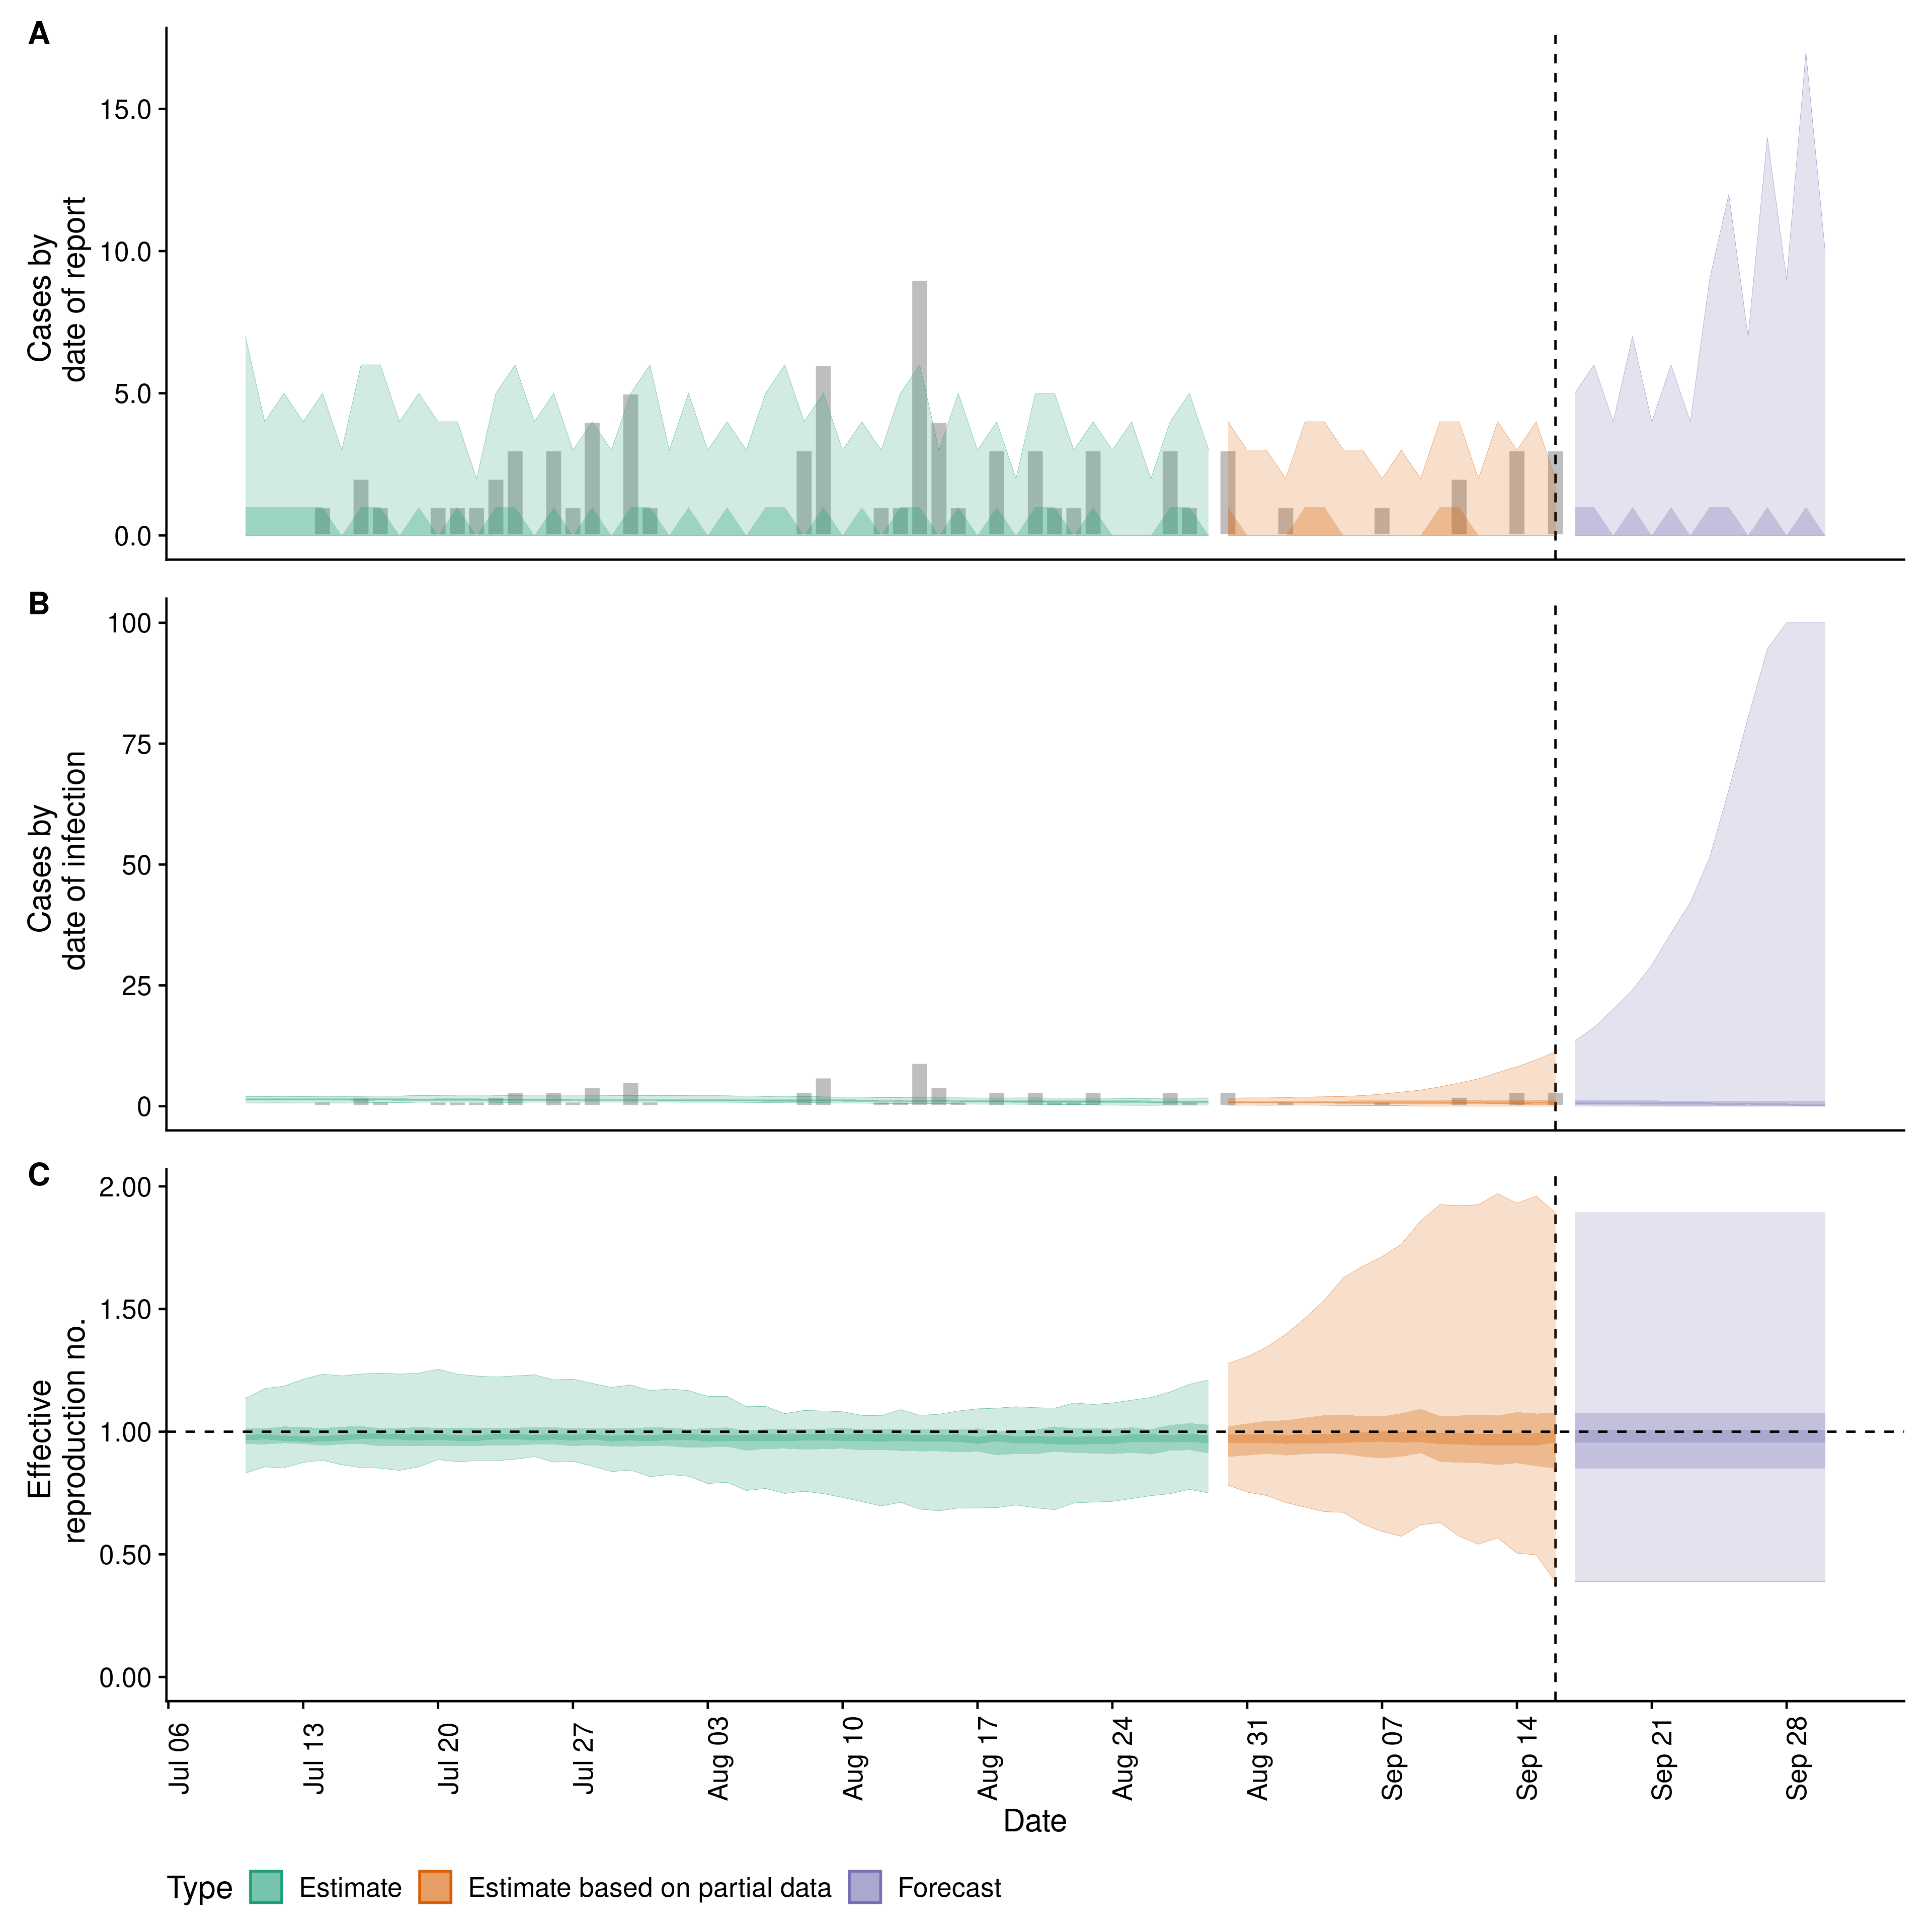 A
Cases by
date of report
15.0
10.0
5.0
0.0
B
Cases by
date of infection
100
75
50
25
0
C
Effective
reproduction no.
2.00
1.50
1.00
0.50
0.00
Jul 06
Jul 13
Jul 20
Jul 27
Aug 03
Aug 10
Aug 17
Aug 24
Aug 31
Sep 07
Sep 14
Sep 21
Sep 28
Date
Type Estimate Estimate based on partial data Forecast